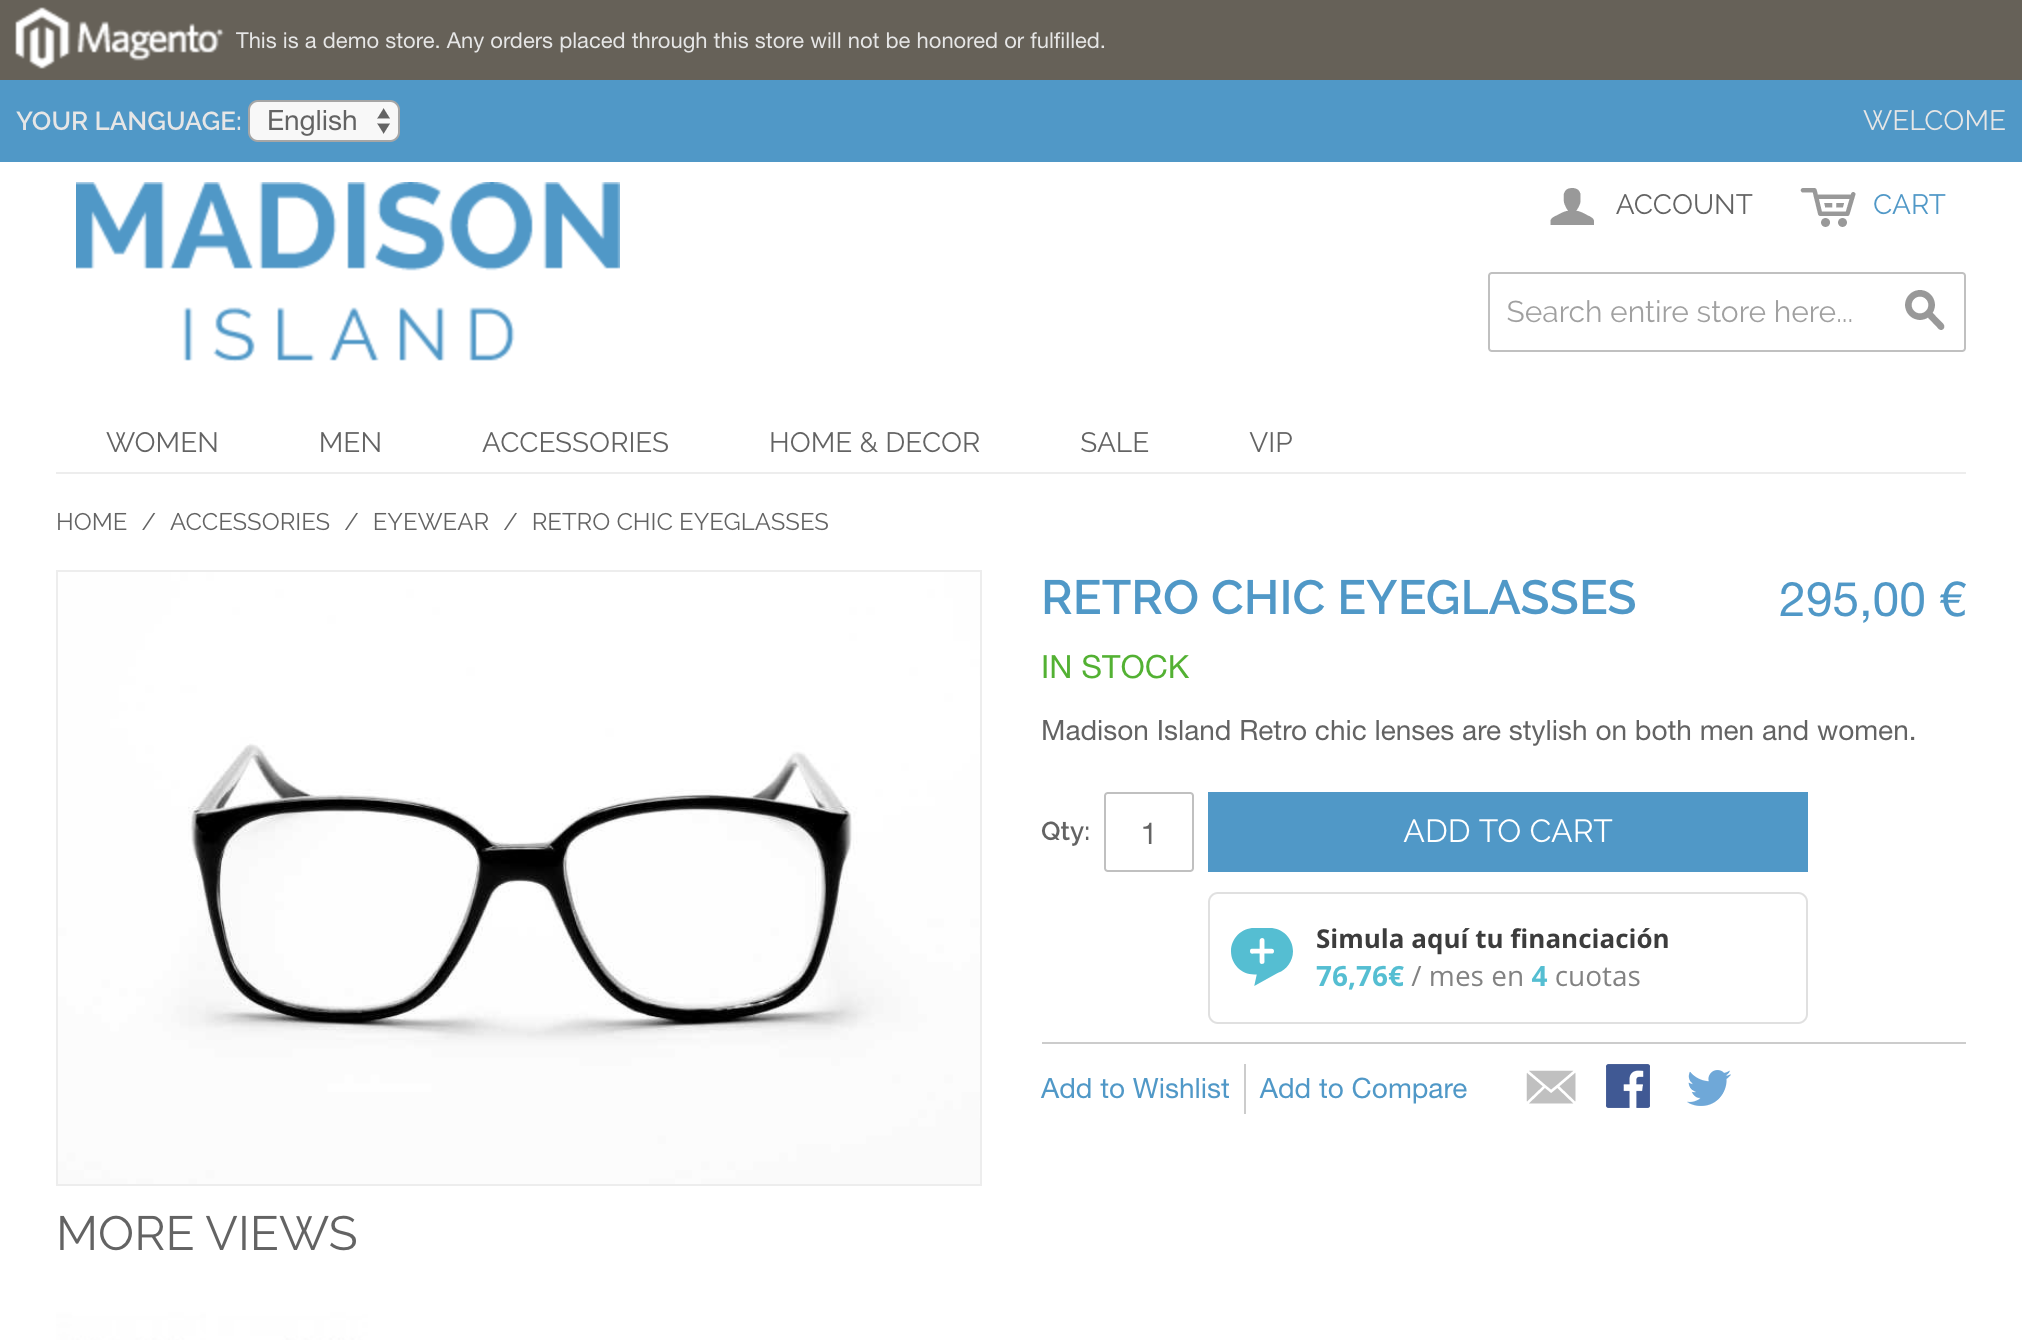 Magento This is a demo store. Any orders placed through this store will not be honored or fulfilled.
YOUR LANGUAGE: English WELCOME
MADISON
ISLAND
ACCOUNT CART
Search entire store here...
WOMEN MEN ACCESSORIES HOME & DECOR SALE VIP
HOME / ACCESSORIES / EYEWEAR / RETRO CHIC EYEGLASSES
RETRO CHIC EYEGLASSES 295,00 €
IN STOCK
Madison Island Retro chic lenses are stylish on both men and women.
Qty: 1 ADD TO CART
Simula aquí tu financiación
76,76€ / mes en 4 cuotas
Add to Wishlist Add to Compare
MORE VIEWS